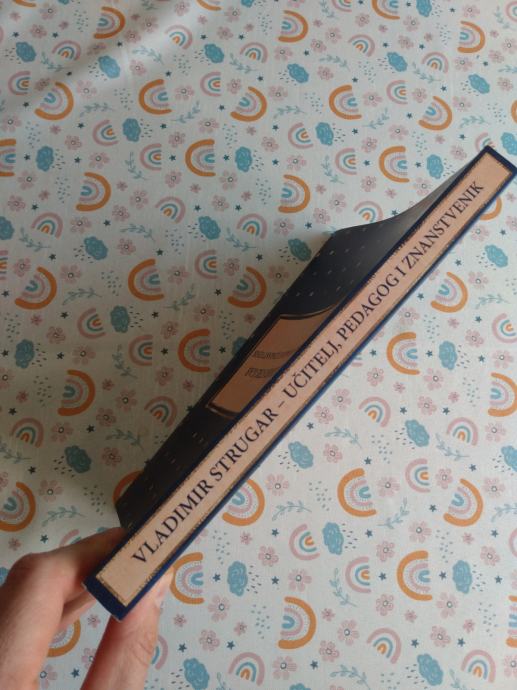 VLADIMIR STRUGAR – UČITELJ, PEDAGOG I ZNANSTVENIK